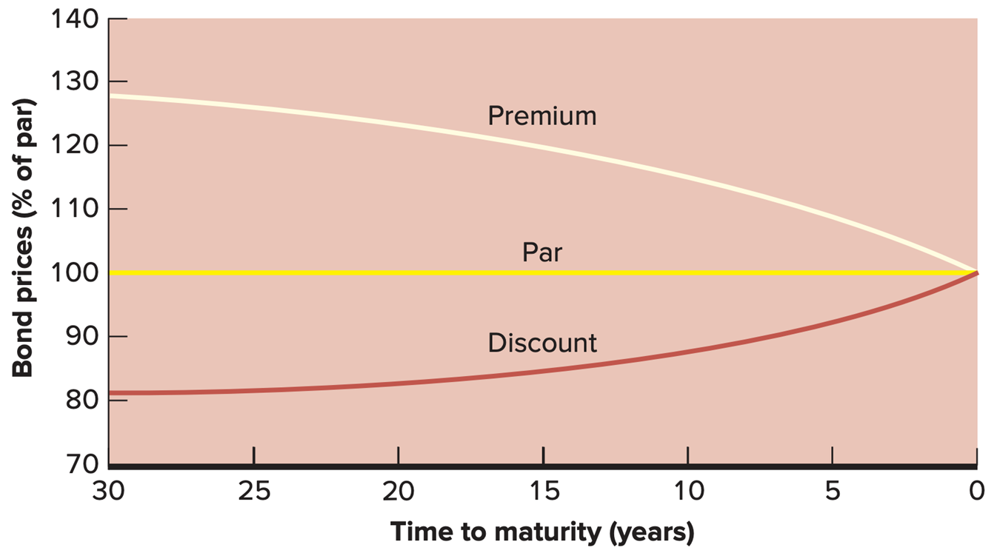 140
130
120
110
100
90
80
70
Bond prices (% of par)
Premium
Par
Discount
30 25 20 15 10 5 0
Time to maturity (years)